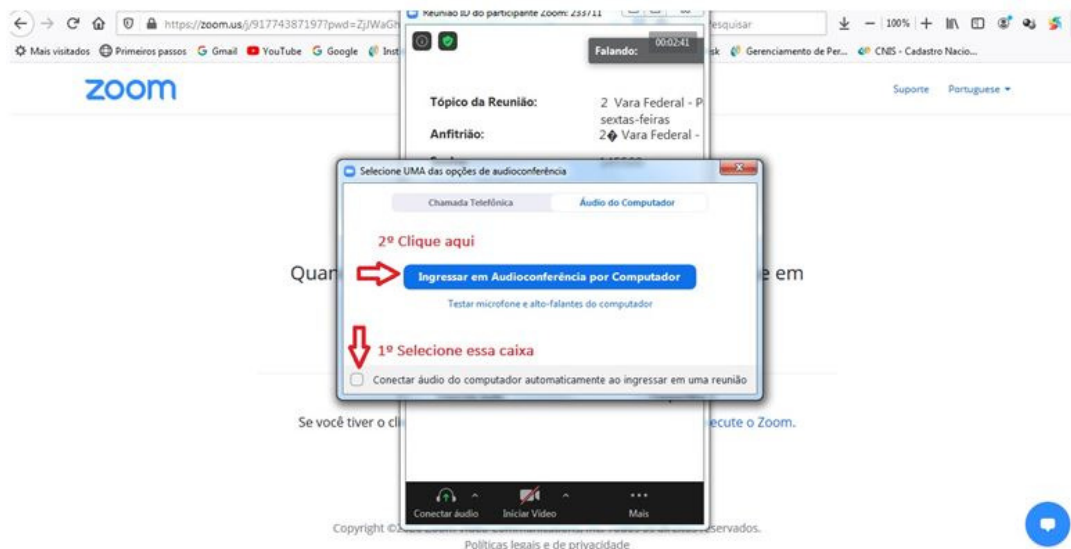 Reunião ID do participante Zoom: 233711
https://zoom.us/j/91774387197?pwd=ZjJWaGh
esquisar
100%
Mais visitados
Primeiros passos
Gmail
YouTube
Google
Inst
sk
Gerenciamento de Per...
CNIS - Cadastro Nacio...
Falando:
00:02:41
zoom
Suporte
Portuguese
Tópico da Reunião:
2 Vara Federal - P
sextas-feiras
Anfitrião:
2� Vara Federal -
Selecione UMA das opções de audioconferência
Chamada Telefônica
Áudio do Computador
2º Clique aqui
Quan
e em
Ingressar em Audioconferência por Computador
Testar microfone e alto-falantes do computador
1º Selecione essa caixa
Conectar áudio do computador automaticamente ao ingressar em uma reunião
Se você tiver o cli
ecute o Zoom.
Conectar áudio
Iniciar Vídeo
Mais
Copyright ©
eservados.
Políticas legais e de privacidade